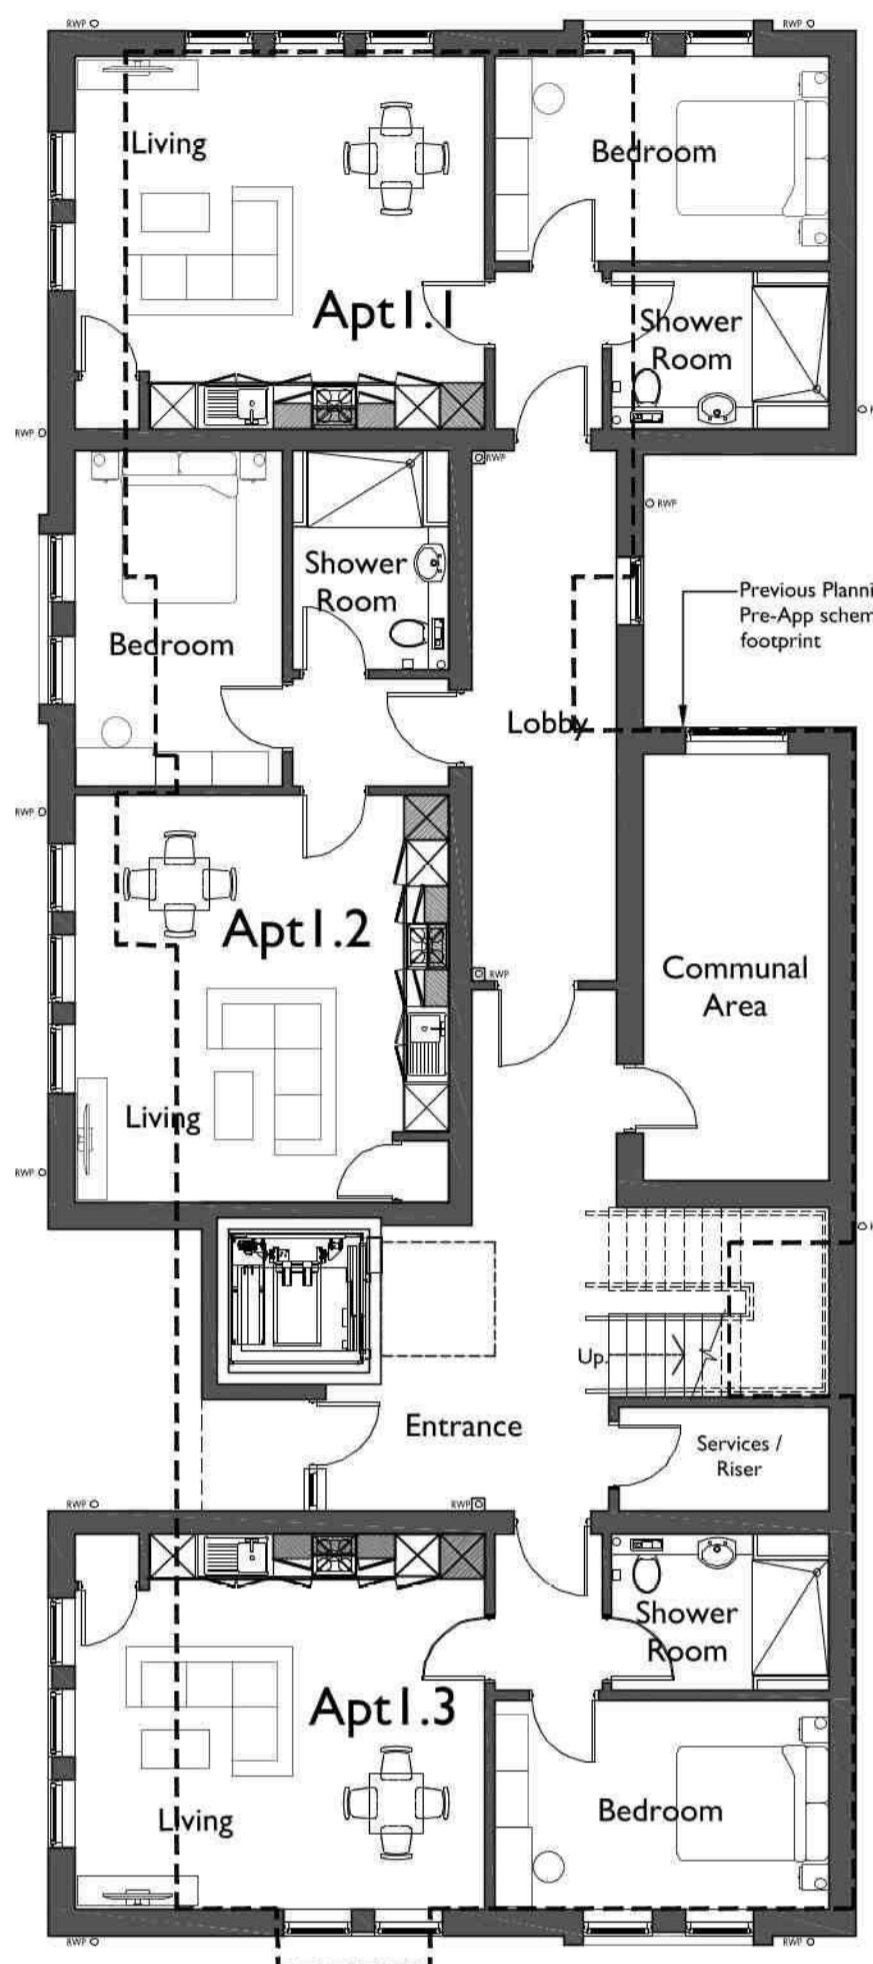 RWP
RWP
Living
Bedroom
Apt1.1
Shower
Room
RWP
RWP
RWP
Shower
Room
Previous Planni
Pre-App schem
footprint
Bedroom
Lobby
RWP
Apt1.2
RWP
Communal
Area
Living
RWP
Up.
Entrance
Services /
Riser
RWP
RWP
Shower
Room
Apt1.3
Living
Bedroom
RWP
RWP